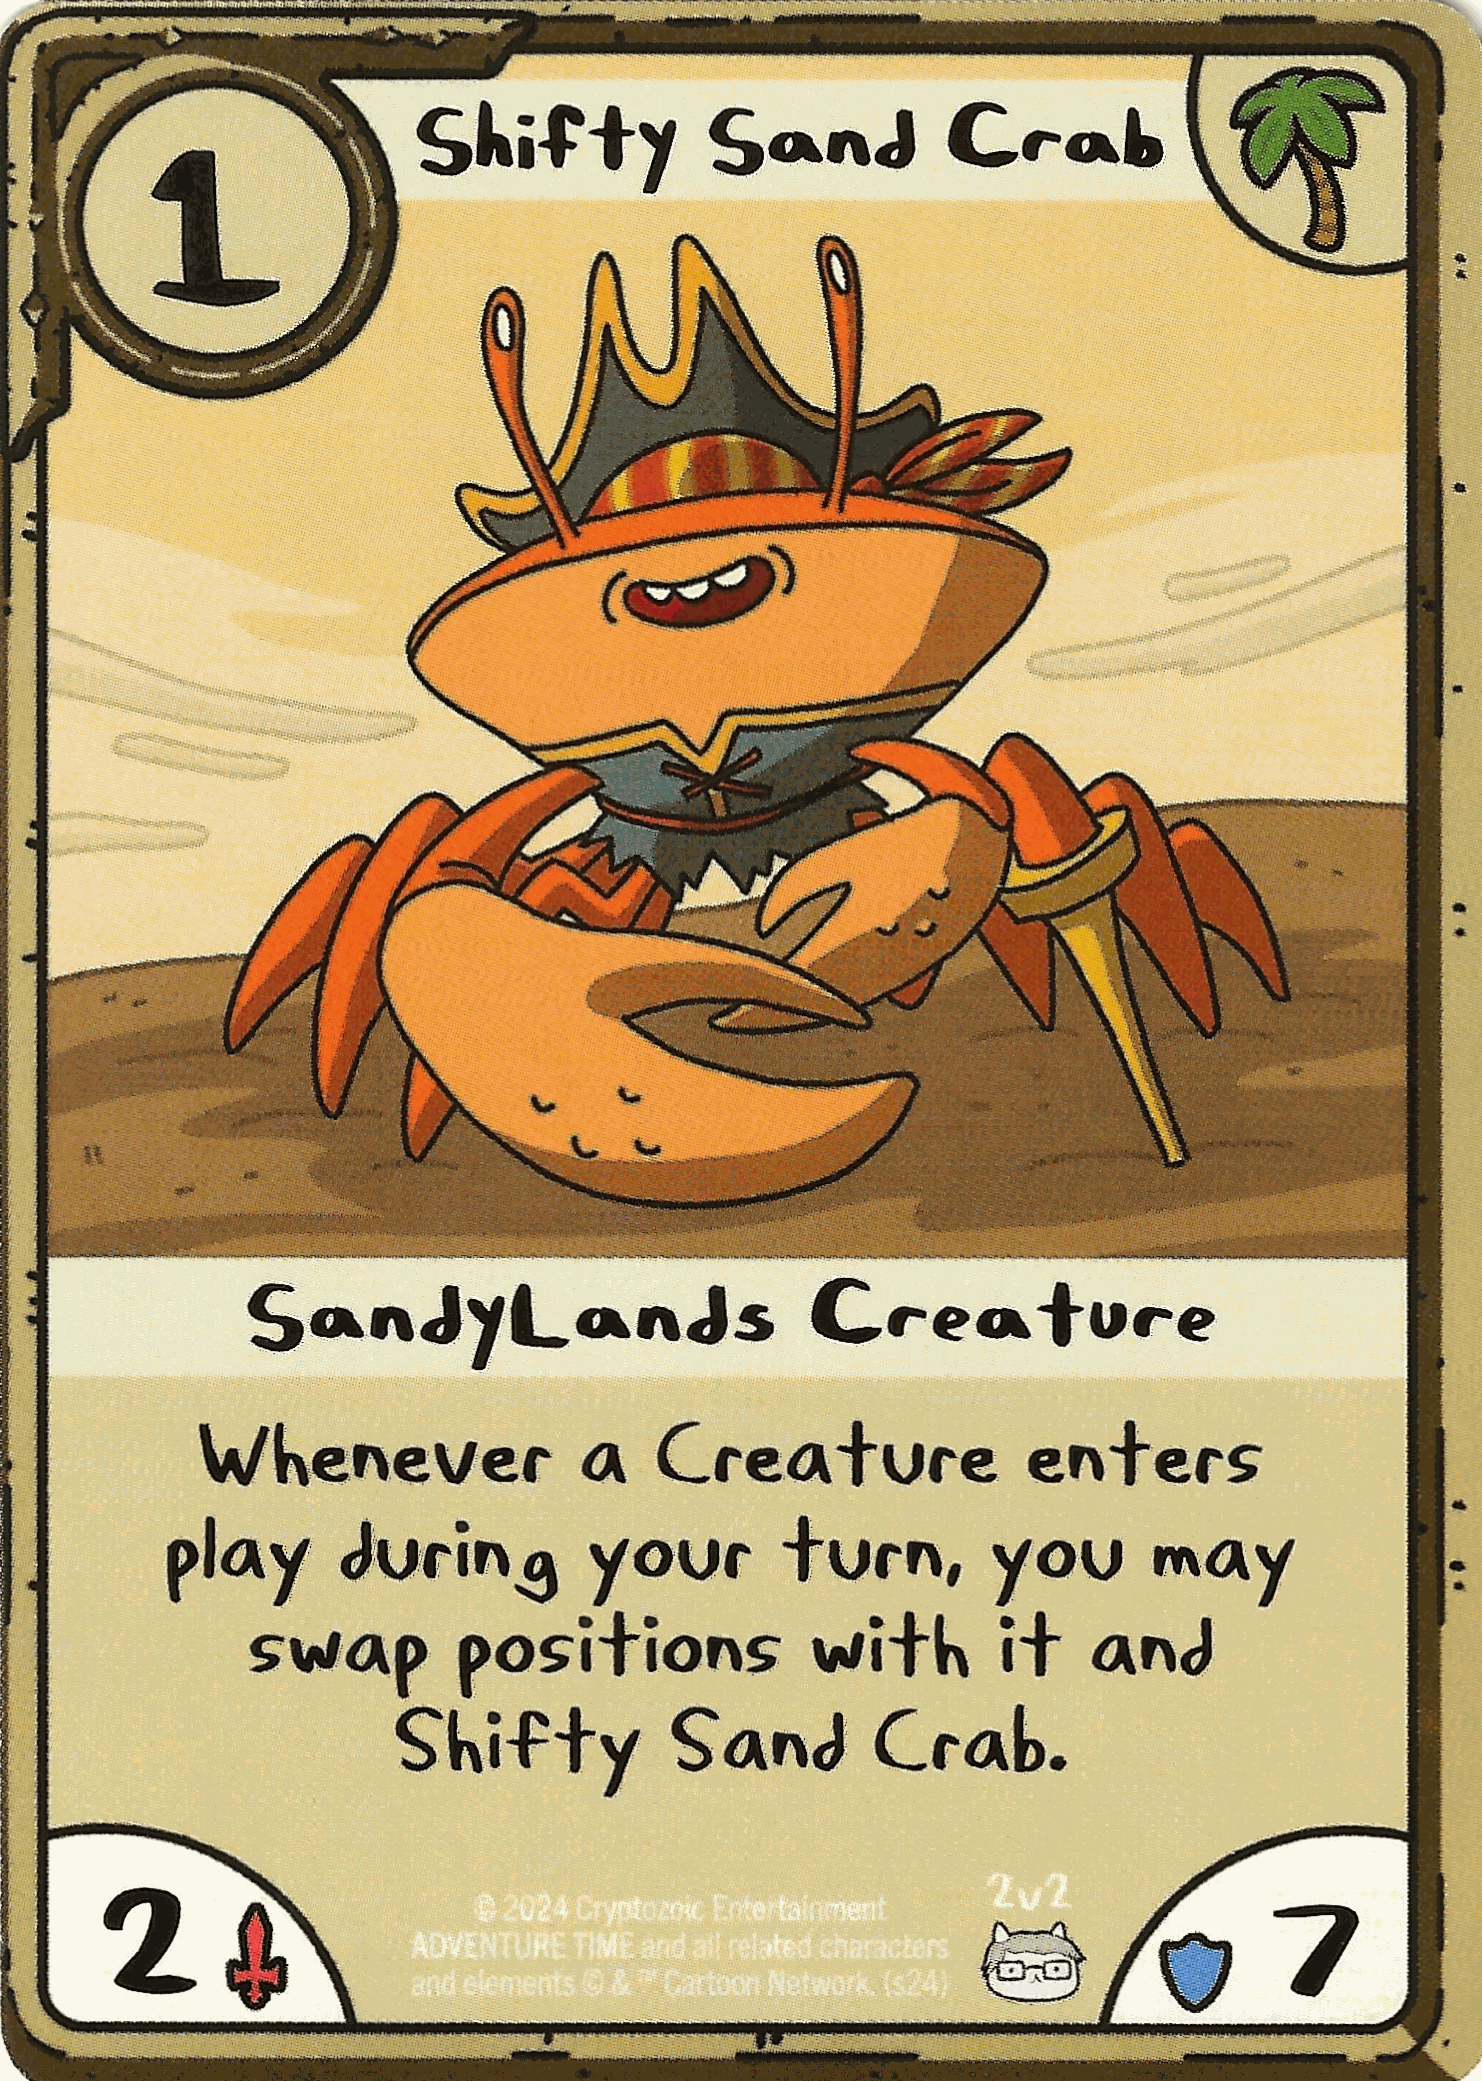 1
Shifty Sand Crab
SandyLands Creature
Whenever a Creature enters
play during your turn, you may
swap positions with it and
Shifty Sand Crab.
2
© 2024 Cryptozoic Entertainment
ADVENTURE TIME and all related characters
and elements © & ™ Cartoon Network. (s24)
2v2
7